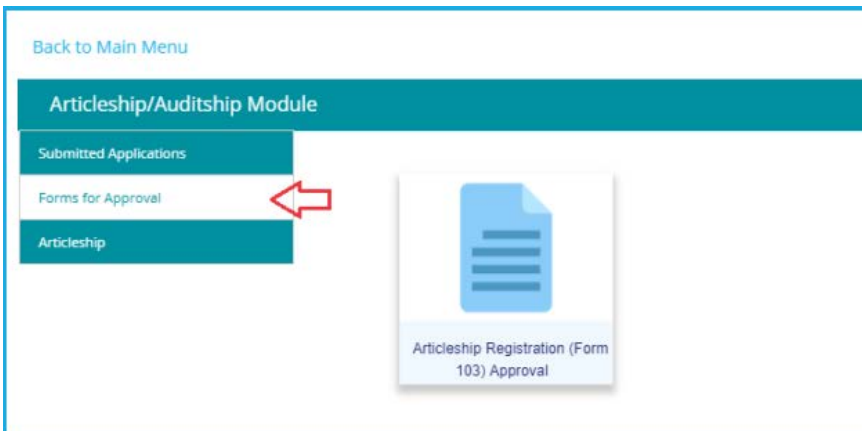 Back to Main Menu
Articleship/Auditship Module
Submitted Applications
Forms for Approval
Articleship
Articleship Registration (Form
103) Approval